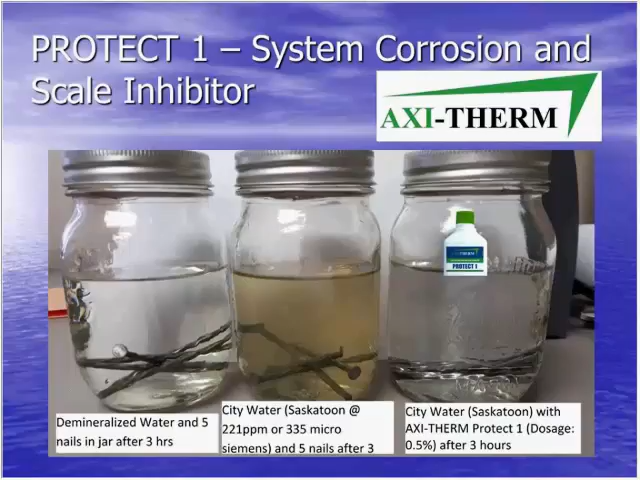 PROTECT 1 – System Corrosion and
Scale Inhibitor
AXI-THERM
PROTECT 1
Demineralized Water and 5
nails in jar after 3 hrs
City Water (Saskatoon @
221ppm or 335 micro
siemens) and 5 nails after 3
City Water (Saskatoon) with
AXI-THERM Protect 1 (Dosage:
0.5%) after 3 hours